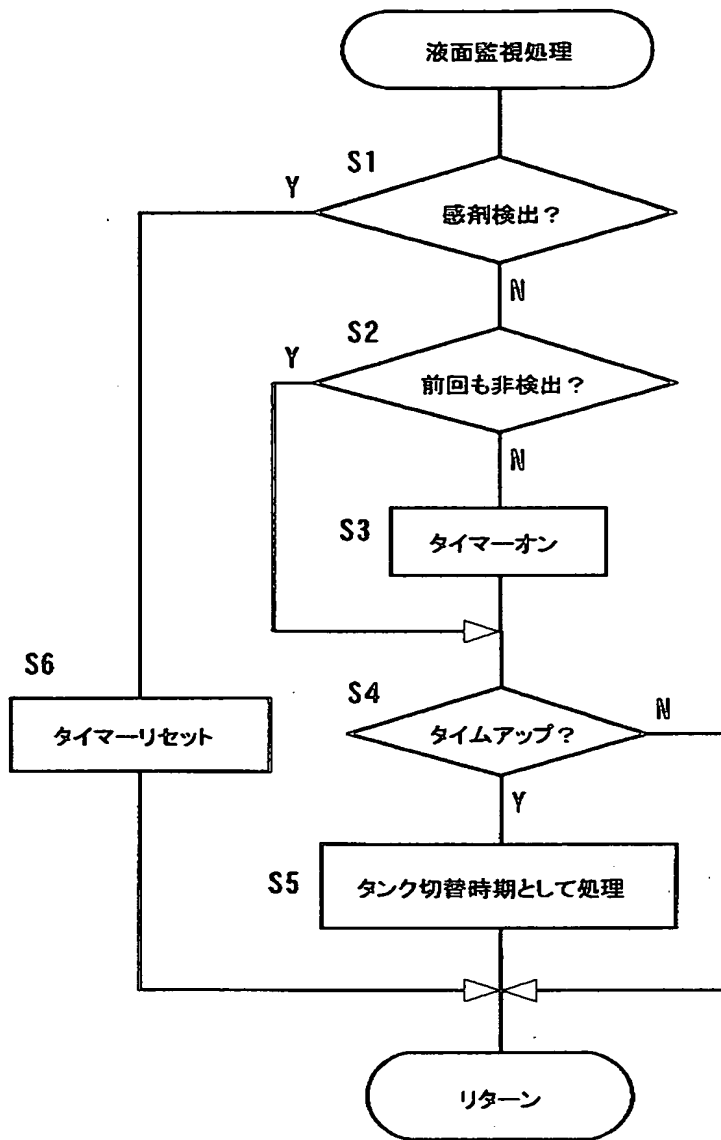 液面監視処理
S1
Y
感剤検出？
N
S2
Y
前回も非検出？
N
S3
タイマーオン
S6
タイマーリセット
S4
タイムアップ？
N
Y
S5
タンク切替時期として処理
リターン